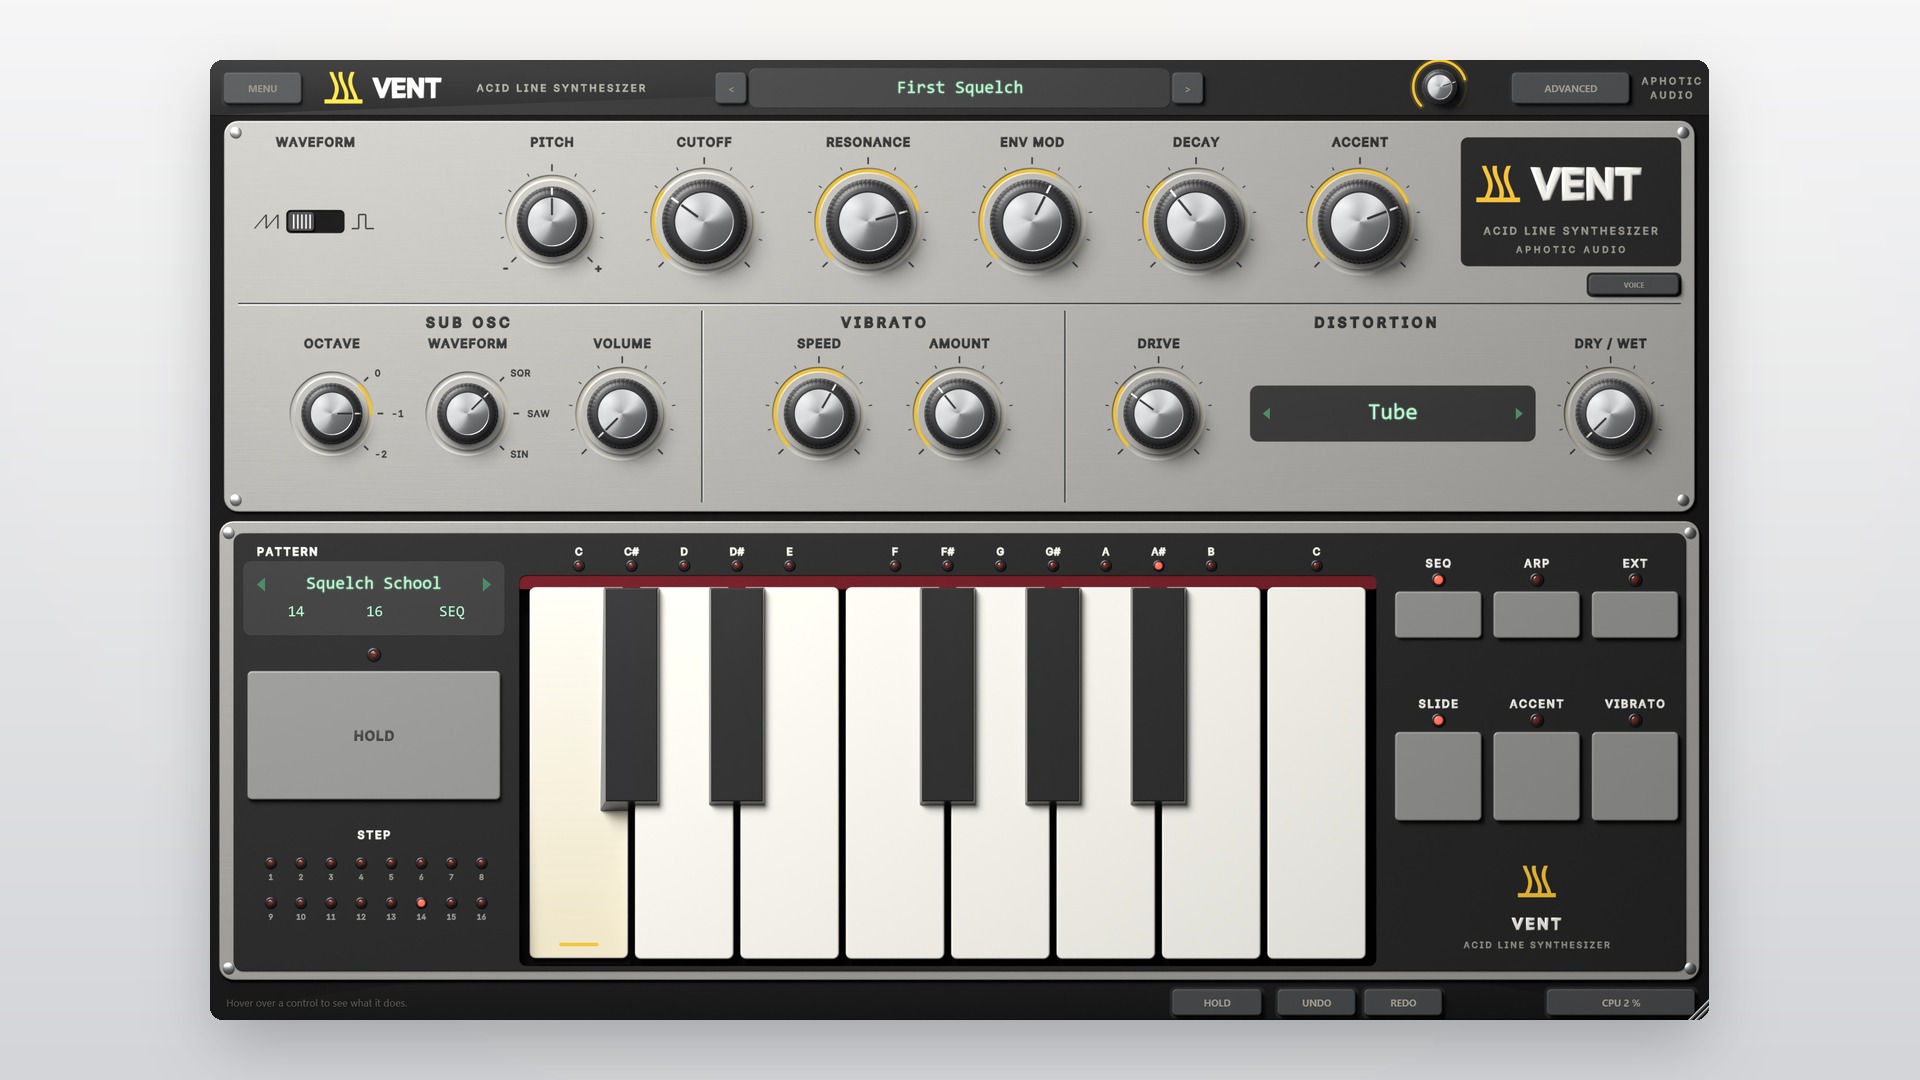 MENU
VENT
ACID LINE SYNTHESIZER
<
First Squelch
>
ADVANCED
APHOTIC
AUDIO
WAVEFORM
PITCH
CUTOFF
RESONANCE
ENV MOD
DECAY
ACCENT
- +
VENT
ACID LINE SYNTHESIZER
APHOTIC AUDIO
VOICE
SUB OSC
OCTAVE
WAVEFORM
VOLUME
0
-1
-2
SQR
SAW
SIN
VIBRATO
SPEED
AMOUNT
DISTORTION
DRIVE
Tube
DRY / WET
PATTERN
Squelch School
14 16 SEQ
HOLD
STEP
1 2 3 4 5 6 7 8
9 10 11 12 13 14 15 16
C C# D D# E F F# G G# A A# B C
SEQ ARP EXT
SLIDE ACCENT VIBRATO
VENT
ACID LINE SYNTHESIZER
Hover over a control to see what it does.
HOLD
UNDO
REDO
CPU 2 %